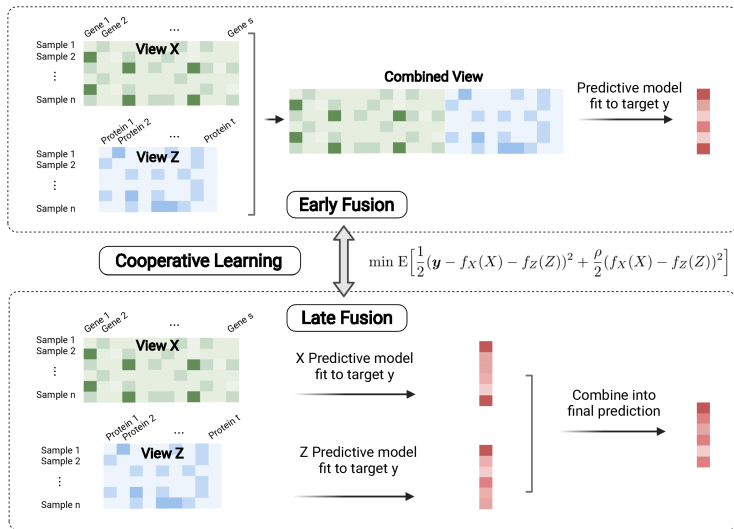 Gene 1
Gene 2
...
Gene s
Sample 1
Sample 2
⋮
Sample n
View X
Protein 1
Protein 2
...
Protein t
Sample 1
Sample 2
⋮
Sample n
View Z
Combined View
Predictive model
fit to target y
Early Fusion
Cooperative Learning
min E[½(y − f_X(X) − f_Z(Z))² + ρ/2(f_X(X) − f_Z(Z))²]
Late Fusion
Gene 1
Gene 2
...
Gene s
Sample 1
Sample 2
⋮
Sample n
View X
X Predictive model
fit to target y
Protein 1
Protein 2
...
Protein t
Sample 1
Sample 2
⋮
Sample n
View Z
Z Predictive model
fit to target y
Combine into
final prediction